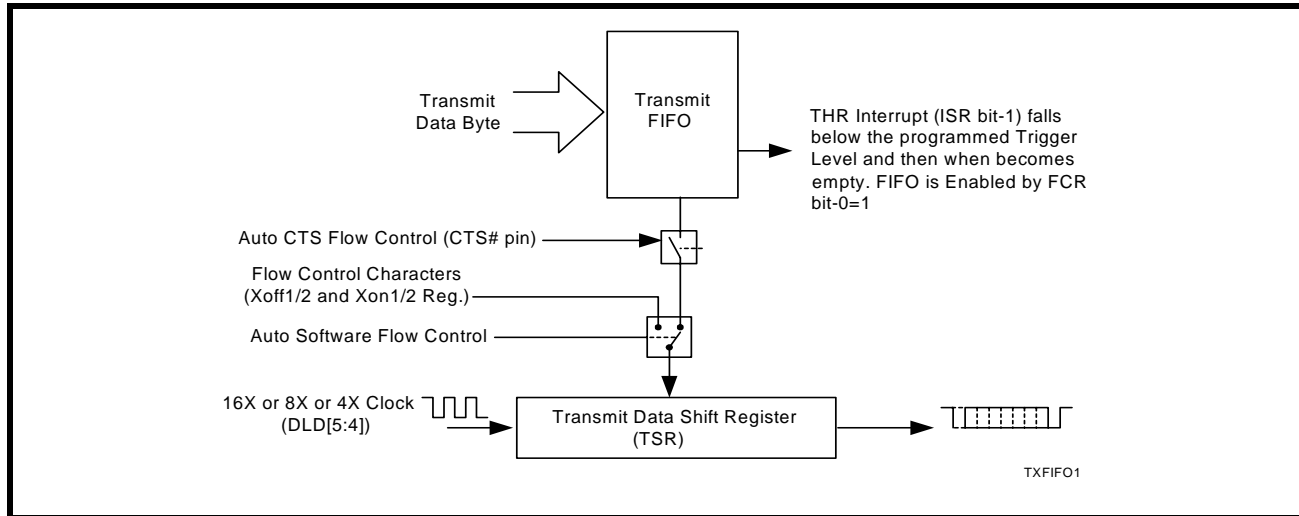 Transmit
Data Byte
Transmit
FIFO
THR Interrupt (ISR bit-1) falls
below the programmed Trigger
Level and then when becomes
empty. FIFO is Enabled by FCR
bit-0=1
Auto CTS Flow Control (CTS# pin)
Flow Control Characters
(Xoff1/2 and Xon1/2 Reg.)
Auto Software Flow Control
16X or 8X or 4X Clock
(DLD[5:4])
Transmit Data Shift Register
(TSR)
TXFIFO1